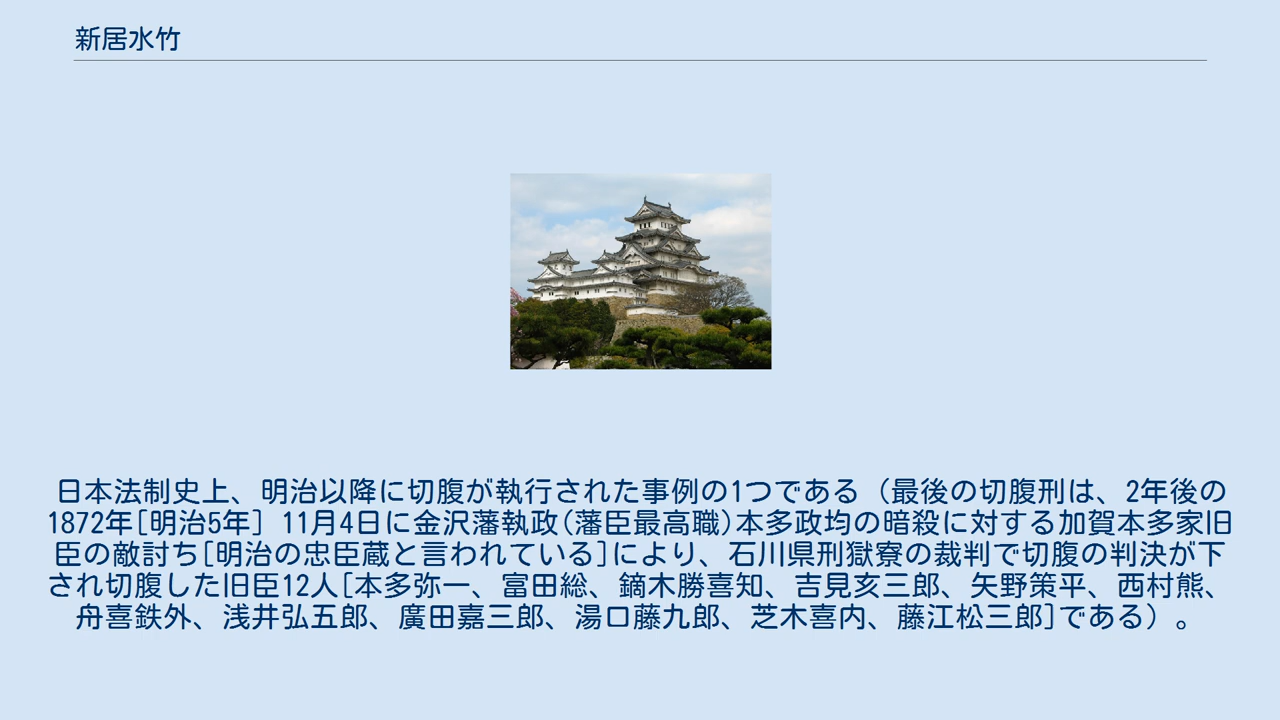 新居水竹
日本法制史上、明治以降に切腹が執行された事例の1つである（最後の切腹刑は、2年後の
1872年[明治5年] 11月4日に金沢藩執政(藩臣最高職)本多政均の暗殺に対する加賀本多家旧
臣の敵討ち[明治の忠臣蔵と言われている]により、石川県刑獄寮の裁判で切腹の判決が下
され切腹した旧臣12人[本多弥一、富田総、鏑木勝喜知、吉見亥三郎、矢野策平、西村熊、
舟喜鉄外、浅井弘五郎、廣田嘉三郎、湯口藤九郎、芝木喜内、藤江松三郎]である）。